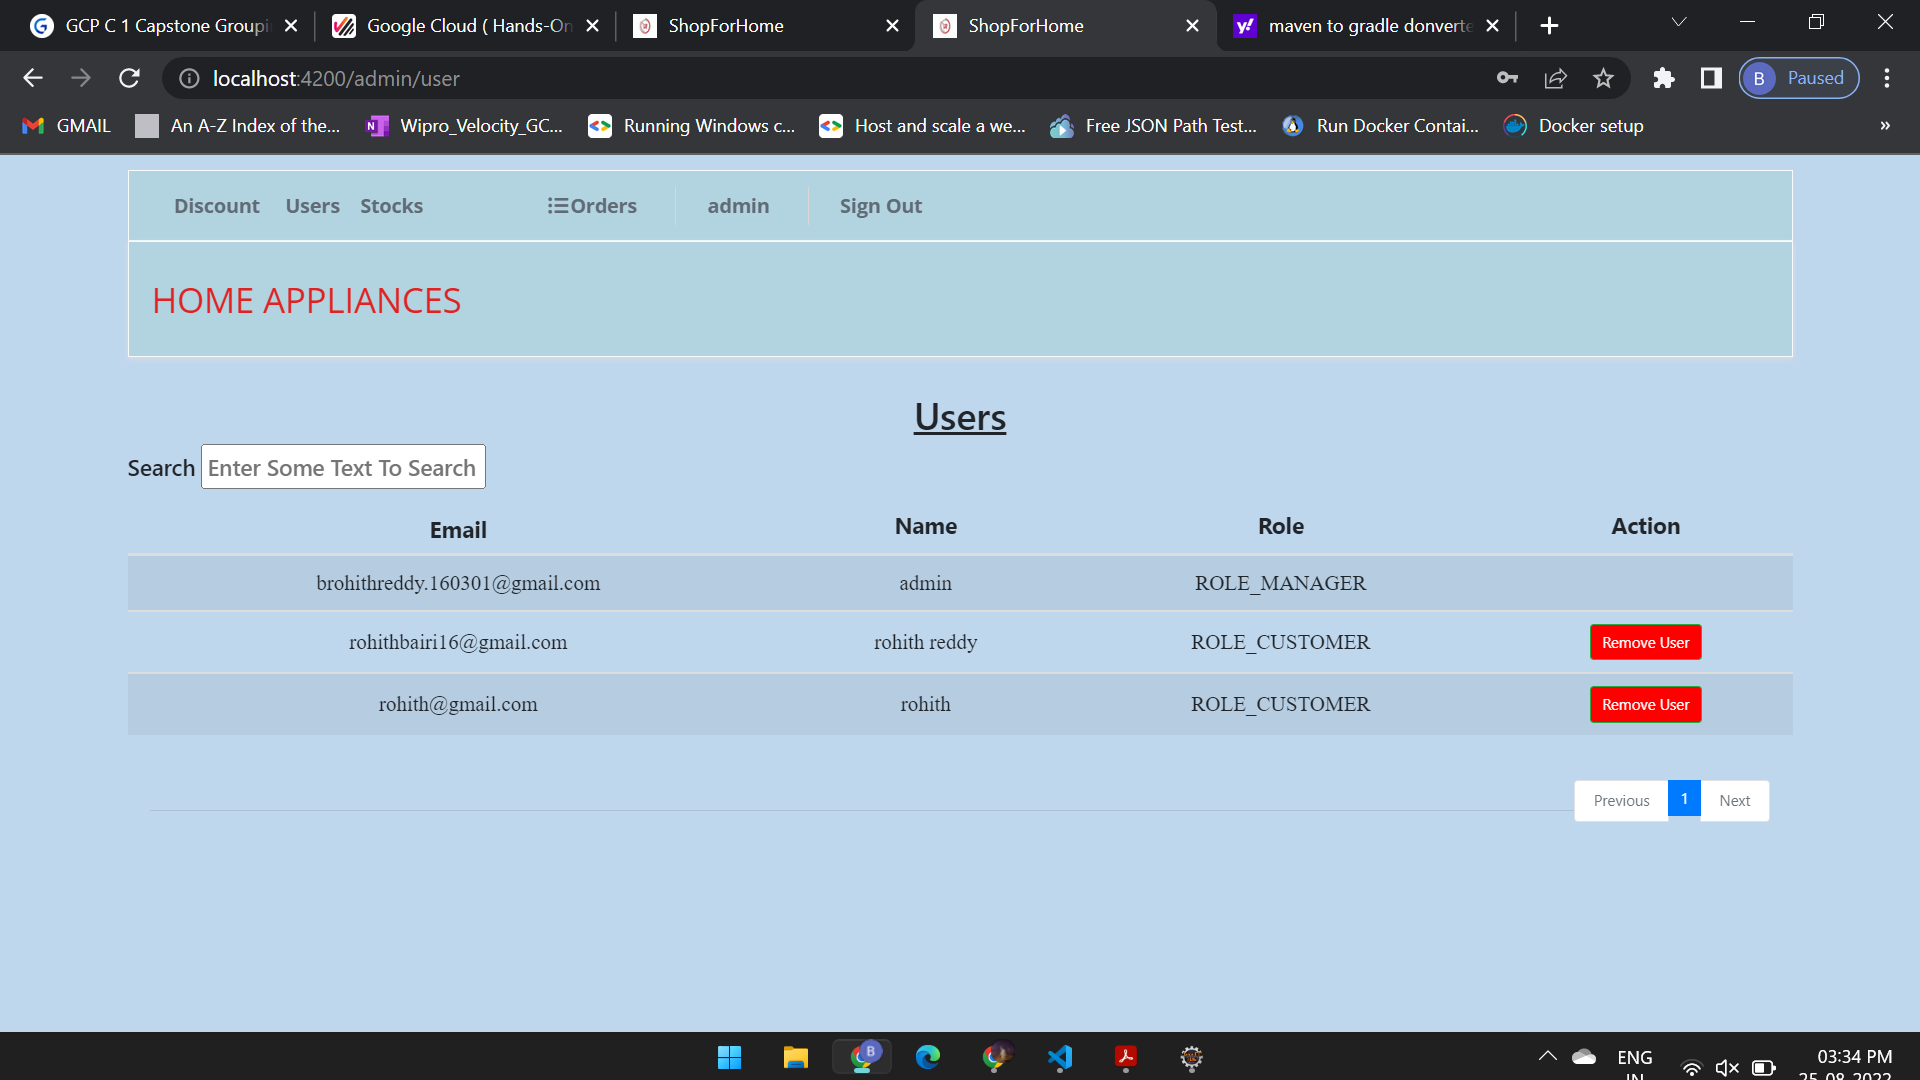 GCP C 1 Capstone Groupi
Google Cloud ( Hands-On
ShopForHome
ShopForHome
maven to gradle donverte
localhost:4200/admin/user
B Paused
GMAIL
An A-Z Index of the...
Wipro_Velocity_GC...
Running Windows c...
Host and scale a we...
Free JSON Path Test...
Run Docker Contai...
Docker setup
»
Discount Users Stocks Orders admin Sign Out
HOME APPLIANCES
Users
Search Enter Some Text To Search
Email Name Role Action
brohithreddy.160301@gmail.com admin ROLE_MANAGER
rohithbairi16@gmail.com rohith reddy ROLE_CUSTOMER Remove User
rohith@gmail.com rohith ROLE_CUSTOMER Remove User
Previous 1 Next
B
ENG
IN
03:34 PM
25-08-2022